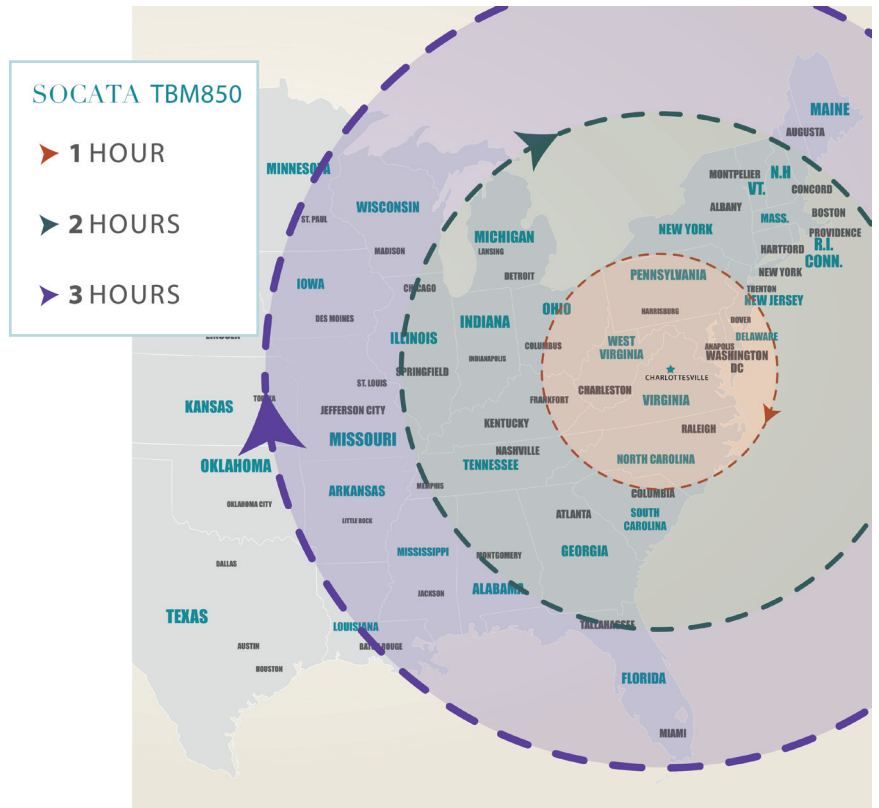 SOCATA TBM850
1 HOUR
2 HOURS
3 HOURS
MAINE
AUGUSTA
MINNESOTA
MONTPELIER
N.H
VT.
CONCORD
WISCONSIN
ALBANY
ST. PAUL
MASS.
BOSTON
NEW YORK
PROVIDENCE
MICHIGAN
R.I.
MADISON
LANSING
HARTFORD
CONN.
DETROIT
PENNSYLVANIA
NEW YORK
IOWA
CHICAGO
TRENTON
NEW JERSEY
OHIO
HARRISBURG
DES MOINES
INDIANA
DOVER
LINCOLN
ILLINOIS
WEST
VIRGINIA
DELAWARE
COLUMBUS
ANAPOLIS
INDIANAPOLIS
WASHINGTON
DC
SPRINGFIELD
CHARLOTTESVILLE
ST. LOUIS
CHARLESTON
TOPEKA
FRANKFORT
VIRGINIA
KANSAS
JEFFERSON CITY
KENTUCKY
RALEIGH
MISSOURI
NASHVILLE
NORTH CAROLINA
OKLAHOMA
TENNESSEE
MEMPHIS
ARKANSAS
COLUMBIA
OKLAHOMA CITY
ATLANTA
SOUTH
CAROLINA
LITTLE ROCK
MISSISSIPPI
MONTGOMERY
GEORGIA
DALLAS
ALABAMA
JACKSON
TEXAS
LOUISIANA
TALLAHASSEE
AUSTIN
BATON ROUGE
HOUSTON
FLORIDA
MIAMI